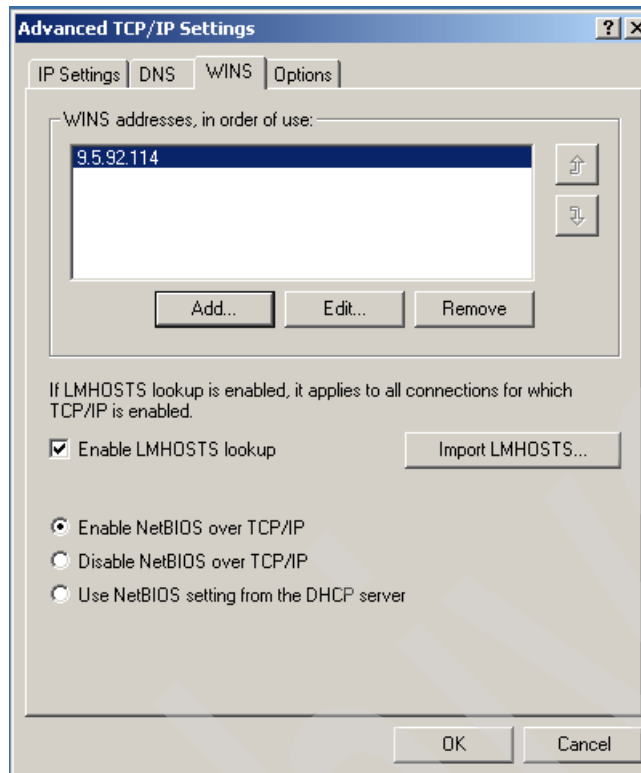 Advanced TCP/IP Settings
IP Settings DNS WINS Options
WINS addresses, in order of use:
9.5.92.114
Add... Edit... Remove
If LMHOSTS lookup is enabled, it applies to all connections for which
TCP/IP is enabled.
Enable LMHOSTS lookup Import LMHOSTS...
Enable NetBIOS over TCP/IP
Disable NetBIOS over TCP/IP
Use NetBIOS setting from the DHCP server
OK Cancel